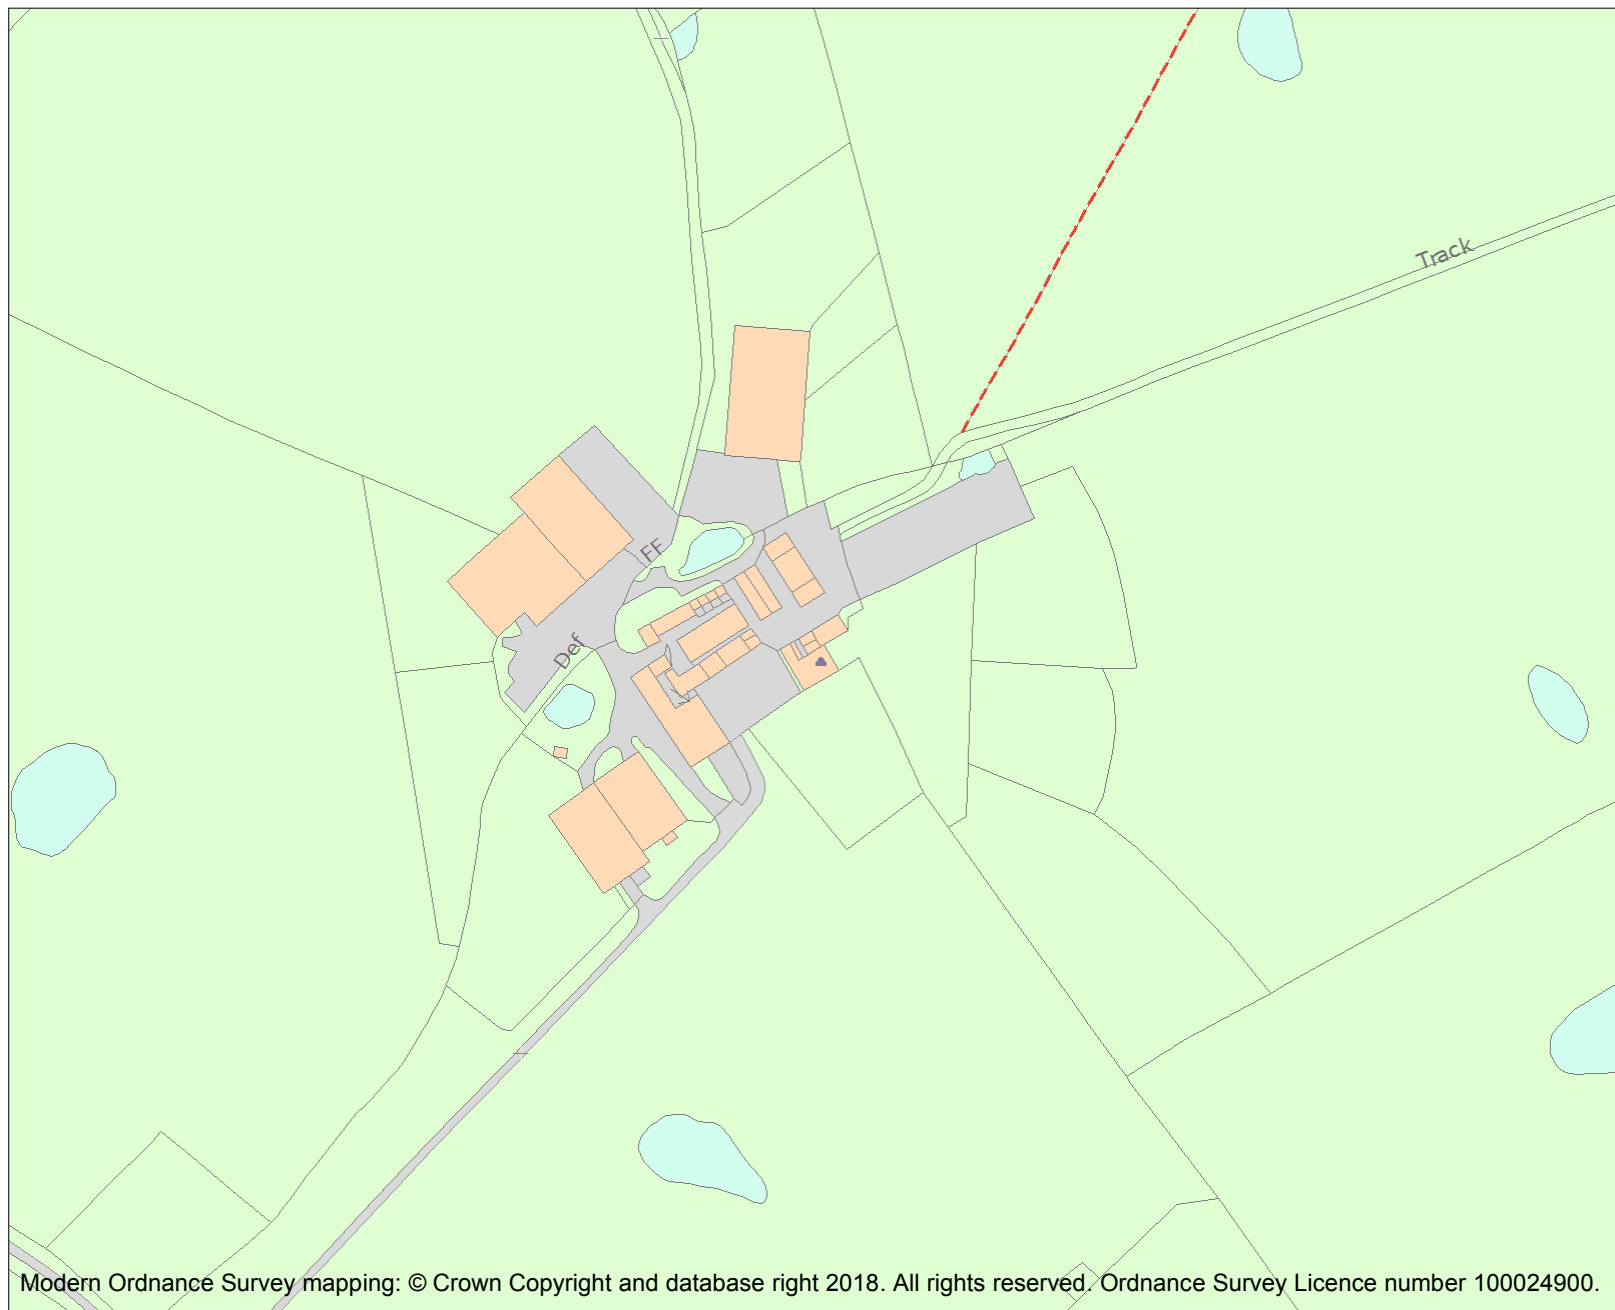 Track
FF
Def
Modern Ordnance Survey mapping: © Crown Copyright and database right 2018. All rights reserved. Ordnance Survey Licence number 100024900.